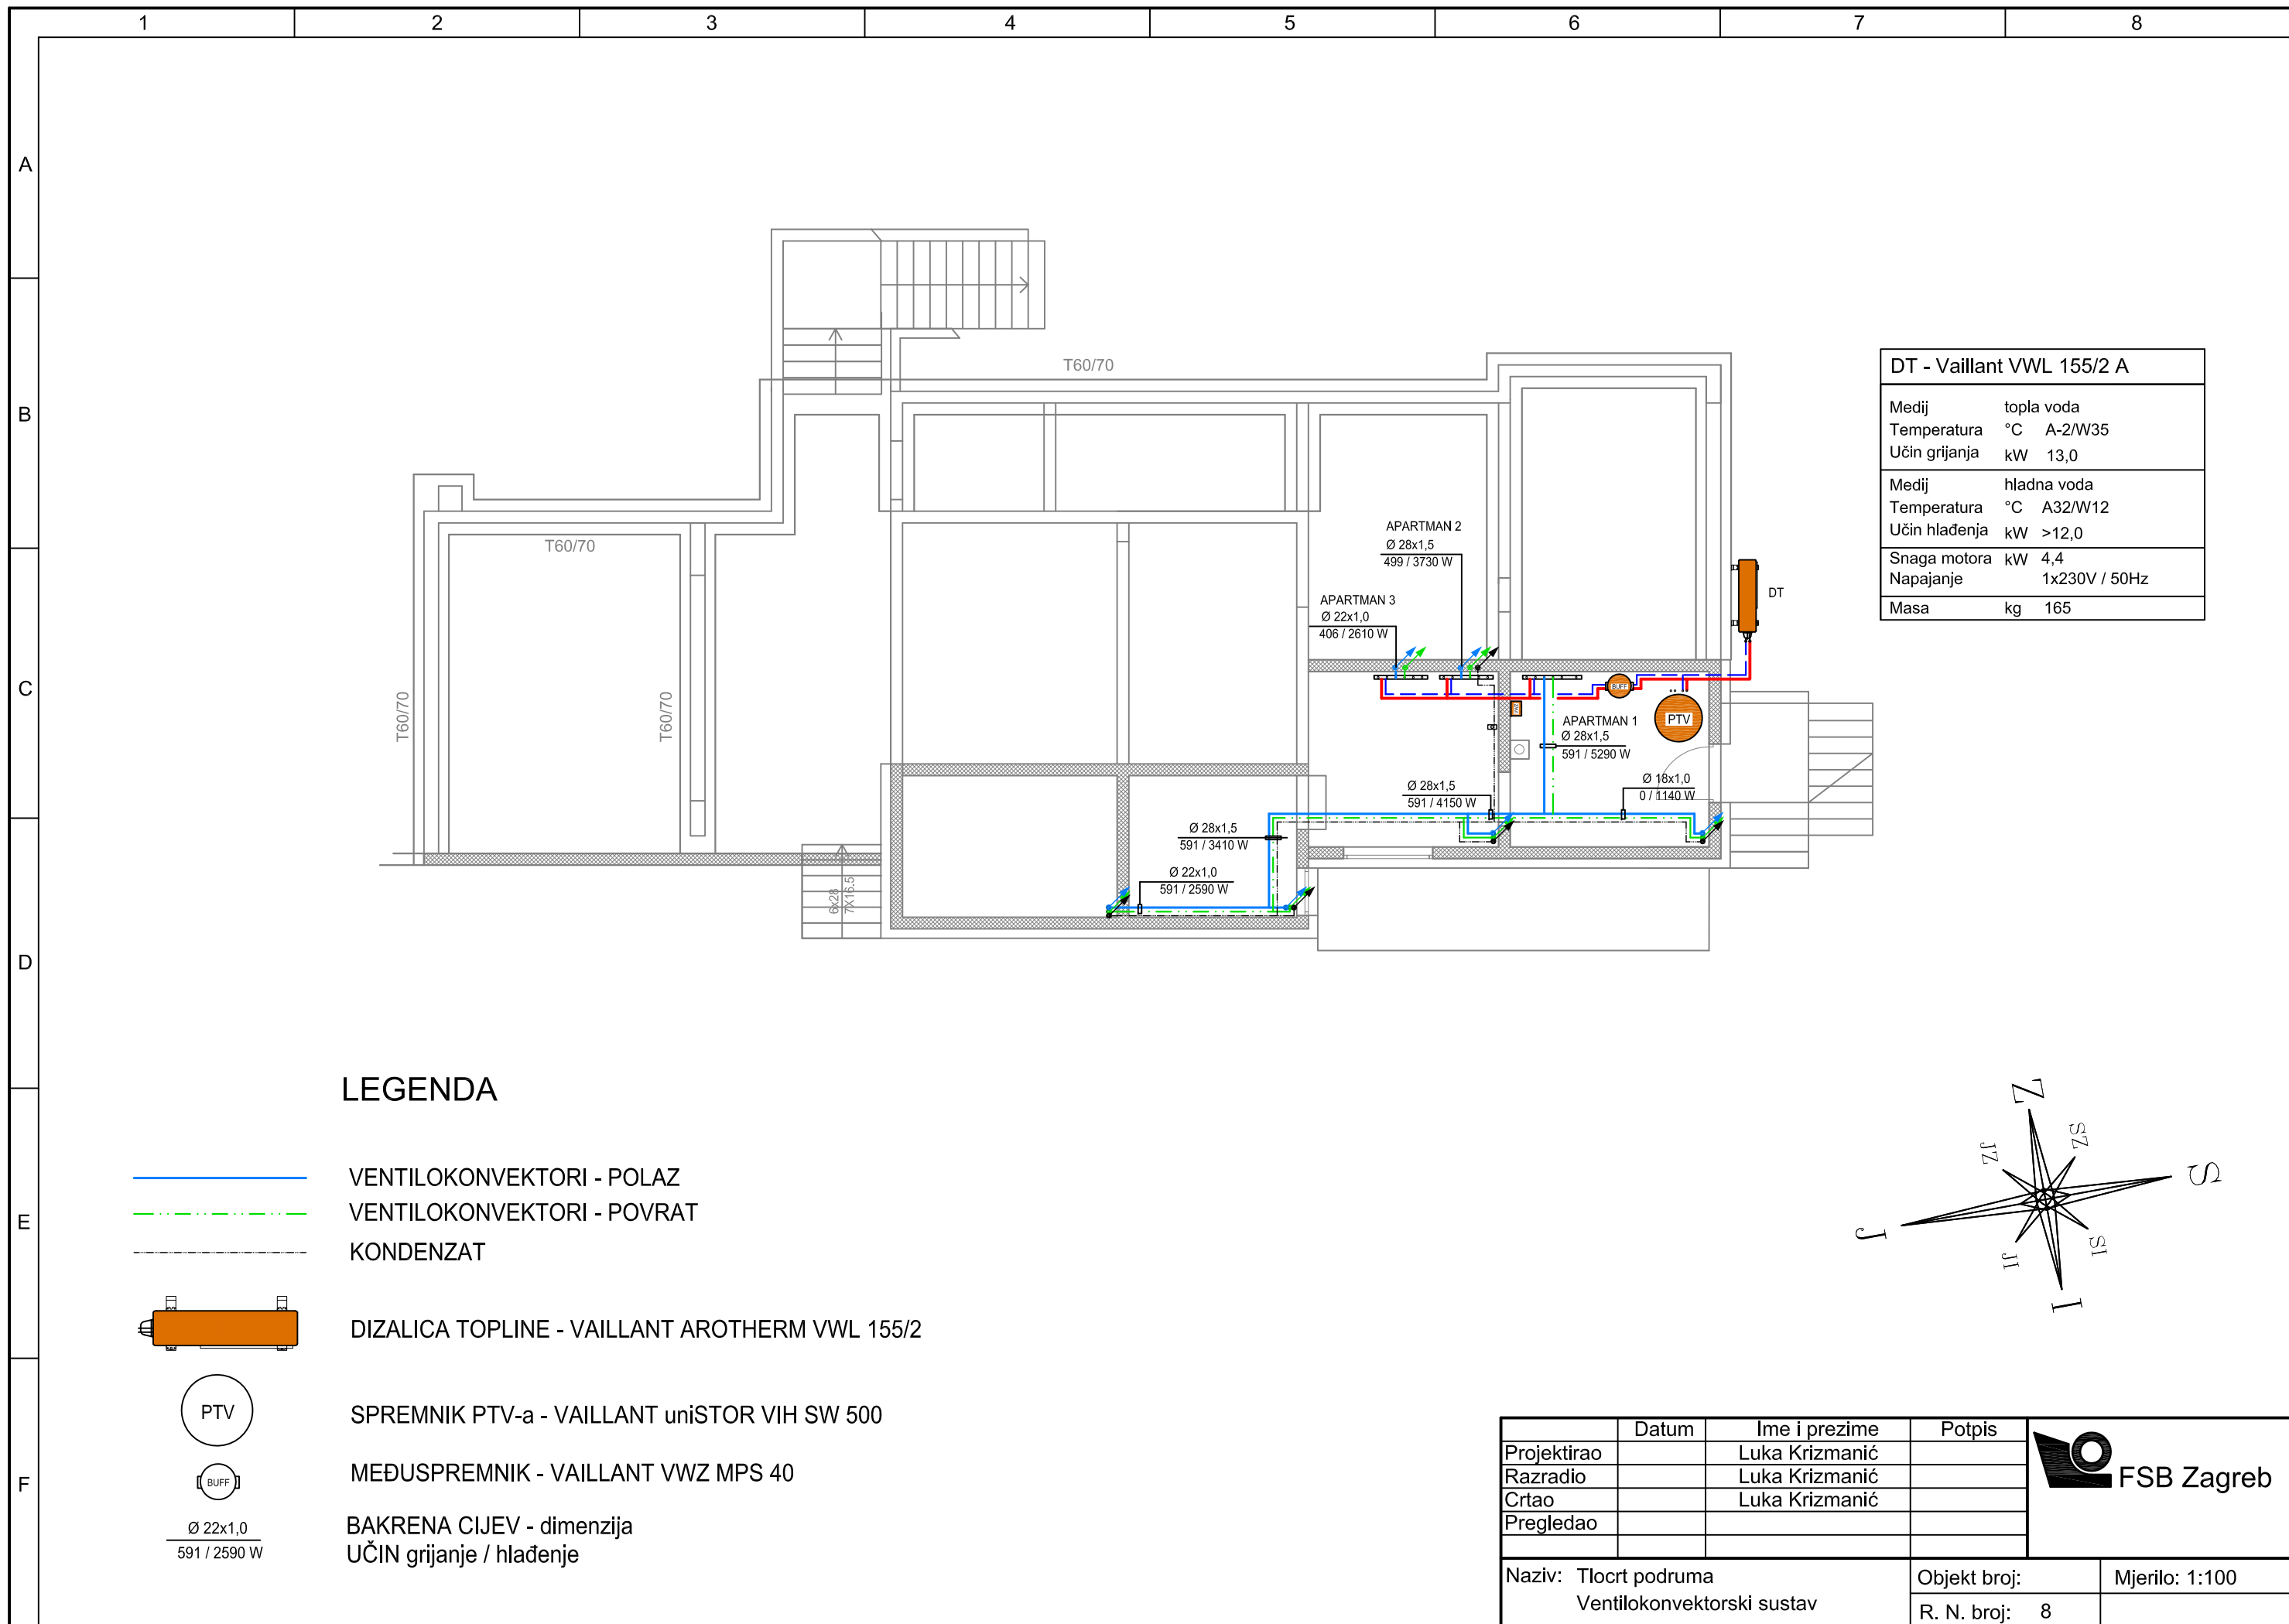 1 2 3 4 5 6 7 8
A
B
C
D
E
F
T60/70
T60/70
T60/70
T60/70
6x28
7X16.5
APARTMAN 2
Ø 28x1,5
499 / 3730 W
APARTMAN 3
Ø 22x1,0
406 / 2610 W
DT
BUFF
PTV
APARTMAN 1
Ø 28x1,5
591 / 5290 W
Ø 18x1,0
0 / 1140 W
Ø 28x1,5
591 / 4150 W
Ø 28x1,5
591 / 3410 W
Ø 22x1,0
591 / 2590 W
DT - Vaillant VWL 155/2 A
Medij topla voda
Temperatura °C A-2/W35
Učin grijanja kW 13,0
Medij hladna voda
Temperatura °C A32/W12
Učin hlađenja kW >12,0
Snaga motora kW 4,4
Napajanje 1x230V / 50Hz
Masa kg 165
LEGENDA
VENTILOKONVEKTORI - POLAZ
VENTILOKONVEKTORI - POVRAT
KONDENZAT
DIZALICA TOPLINE - VAILLANT AROTHERM VWL 155/2
PTV
SPREMNIK PTV-a - VAILLANT uniSTOR VIH SW 500
BUFF
MEĐUSPREMNIK - VAILLANT VWZ MPS 40
Ø 22x1,0
591 / 2590 W
BAKRENA CIJEV - dimenzija
UČIN grijanje / hlađenje
Z
SZ
JZ
S
J
SI
JI
I
Datum Ime i prezime Potpis
Projektirao Luka Krizmanić
Razradio Luka Krizmanić
Crtao Luka Krizmanić
Pregledao
FSB Zagreb
Naziv: Tlocrt podruma
Ventilokonvektorski sustav
Objekt broj:
R. N. broj: 8
Mjerilo: 1:100